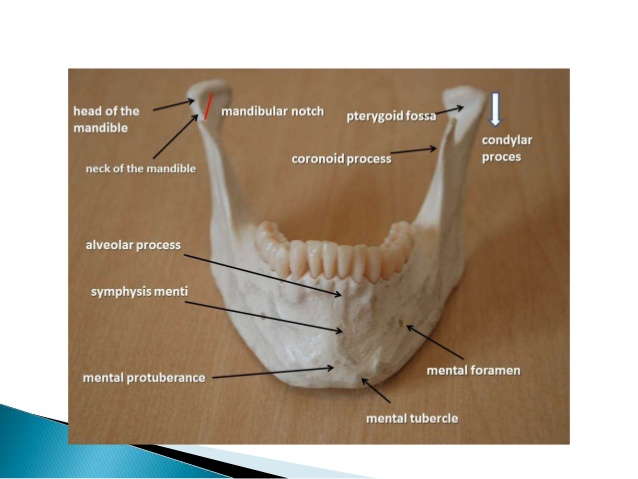 head of the
mandible
mandibular notch
pterygoid fossa
condylar
proces
coronoid process
neck of the mandible
alveolar process
symphysis menti
mental protuberance
mental foramen
mental tubercle